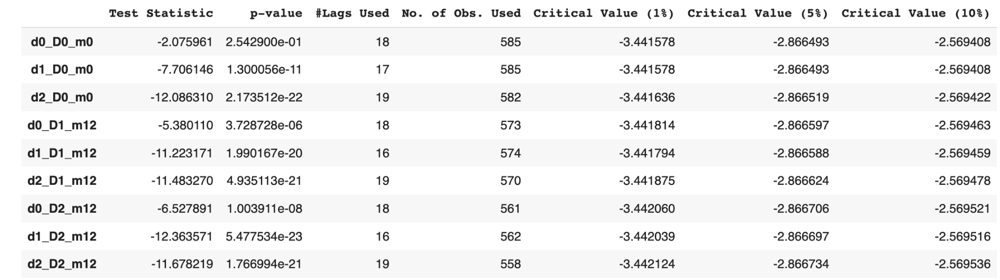 Test Statistic p-value #Lags Used No. of Obs. Used Critical Value (1%) Critical Value (5%) Critical Value (10%)
d0_D0_m0 -2.075961 2.542900e-01 18 585 -3.441578 -2.866493 -2.569408
d1_D0_m0 -7.706146 1.300056e-11 17 585 -3.441578 -2.866493 -2.569408
d2_D0_m0 -12.086310 2.173512e-22 19 582 -3.441636 -2.866519 -2.569422
d0_D1_m12 -5.380110 3.728728e-06 18 573 -3.441814 -2.866597 -2.569463
d1_D1_m12 -11.223171 1.990167e-20 16 574 -3.441794 -2.866588 -2.569459
d2_D1_m12 -11.483270 4.935113e-21 19 570 -3.441875 -2.866624 -2.569478
d0_D2_m12 -6.527891 1.003911e-08 18 561 -3.442060 -2.866706 -2.569521
d1_D2_m12 -12.363571 5.477534e-23 16 562 -3.442039 -2.866697 -2.569516
d2_D2_m12 -11.678219 1.766994e-21 19 558 -3.442124 -2.866734 -2.569536